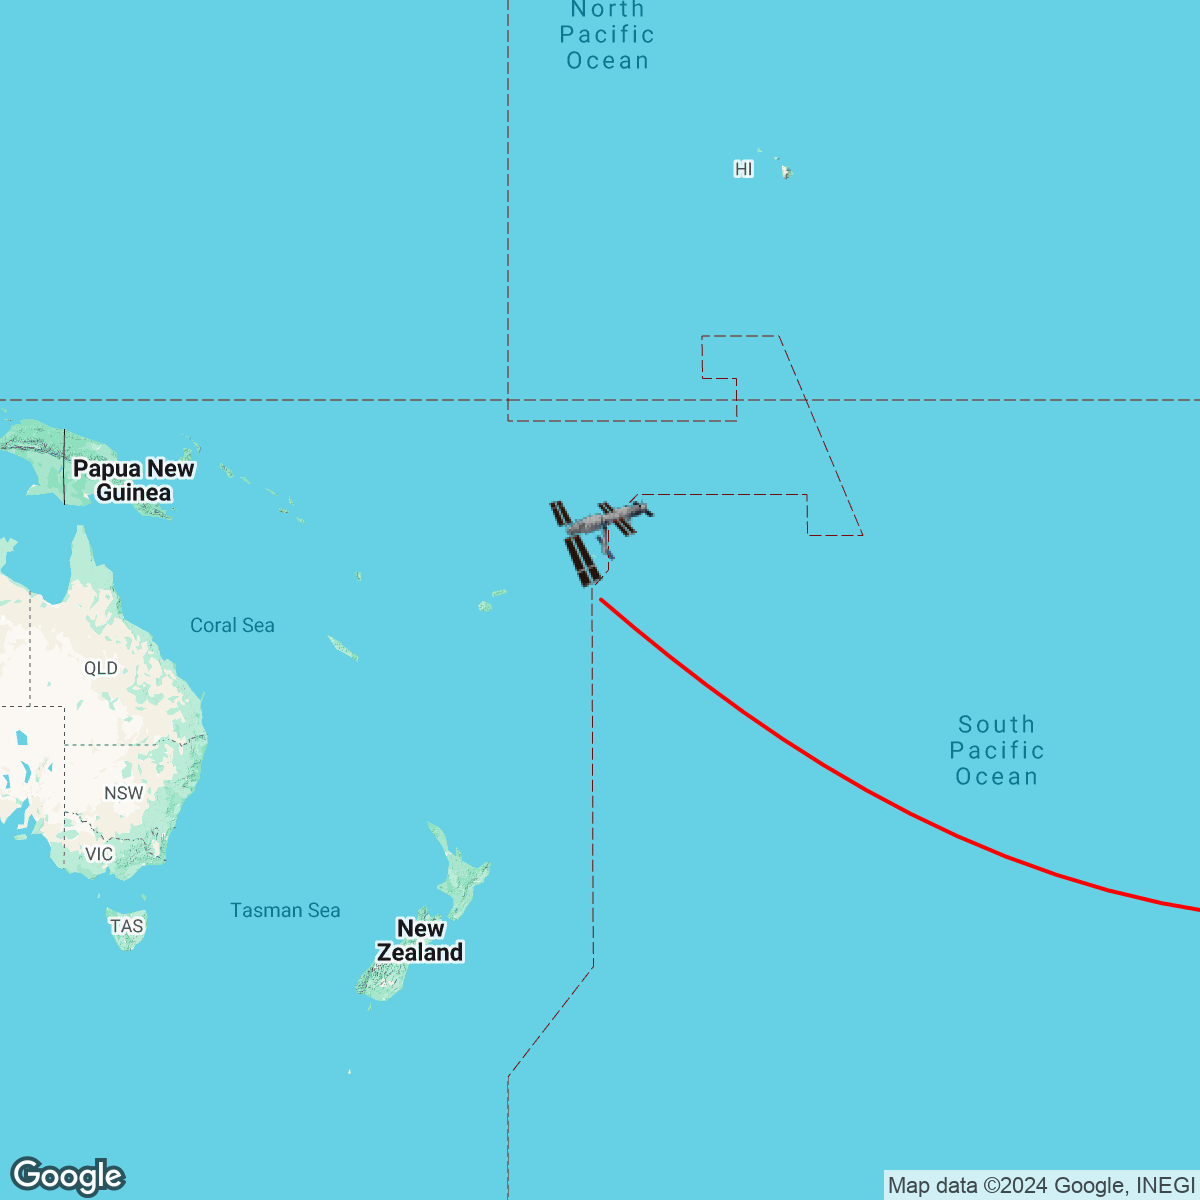 North
Pacific
Ocean
HI
Papua New
Guinea
Coral Sea
QLD
South
Pacific
Ocean
NSW
VIC
Tasman Sea
TAS
New
Zealand
Google
Map data ©2024 Google, INEGI